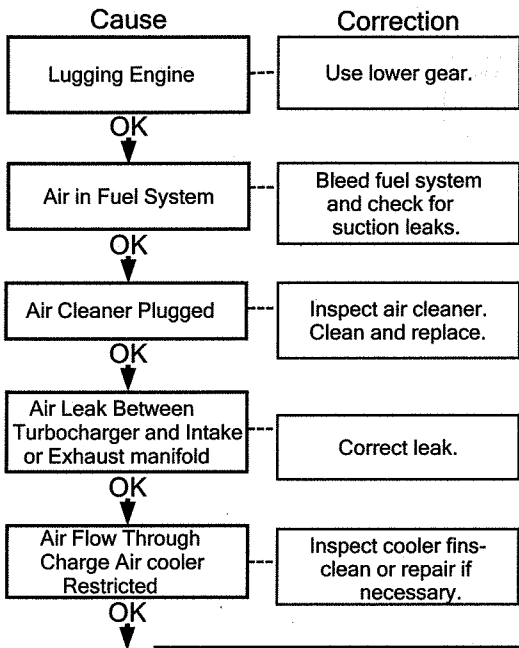 Cause
Correction
Lugging Engine
Use lower gear.
OK
Air in Fuel System
Bleed fuel system
and check for
suction leaks.
OK
Air Cleaner Plugged
Inspect air cleaner.
Clean and replace.
OK
Air Leak Between
Turbocharger and Intake
or Exhaust manifold
Correct leak.
OK
Air Flow Through
Charge Air cooler
Restricted
Inspect cooler fins-
clean or repair if
necessary.
OK